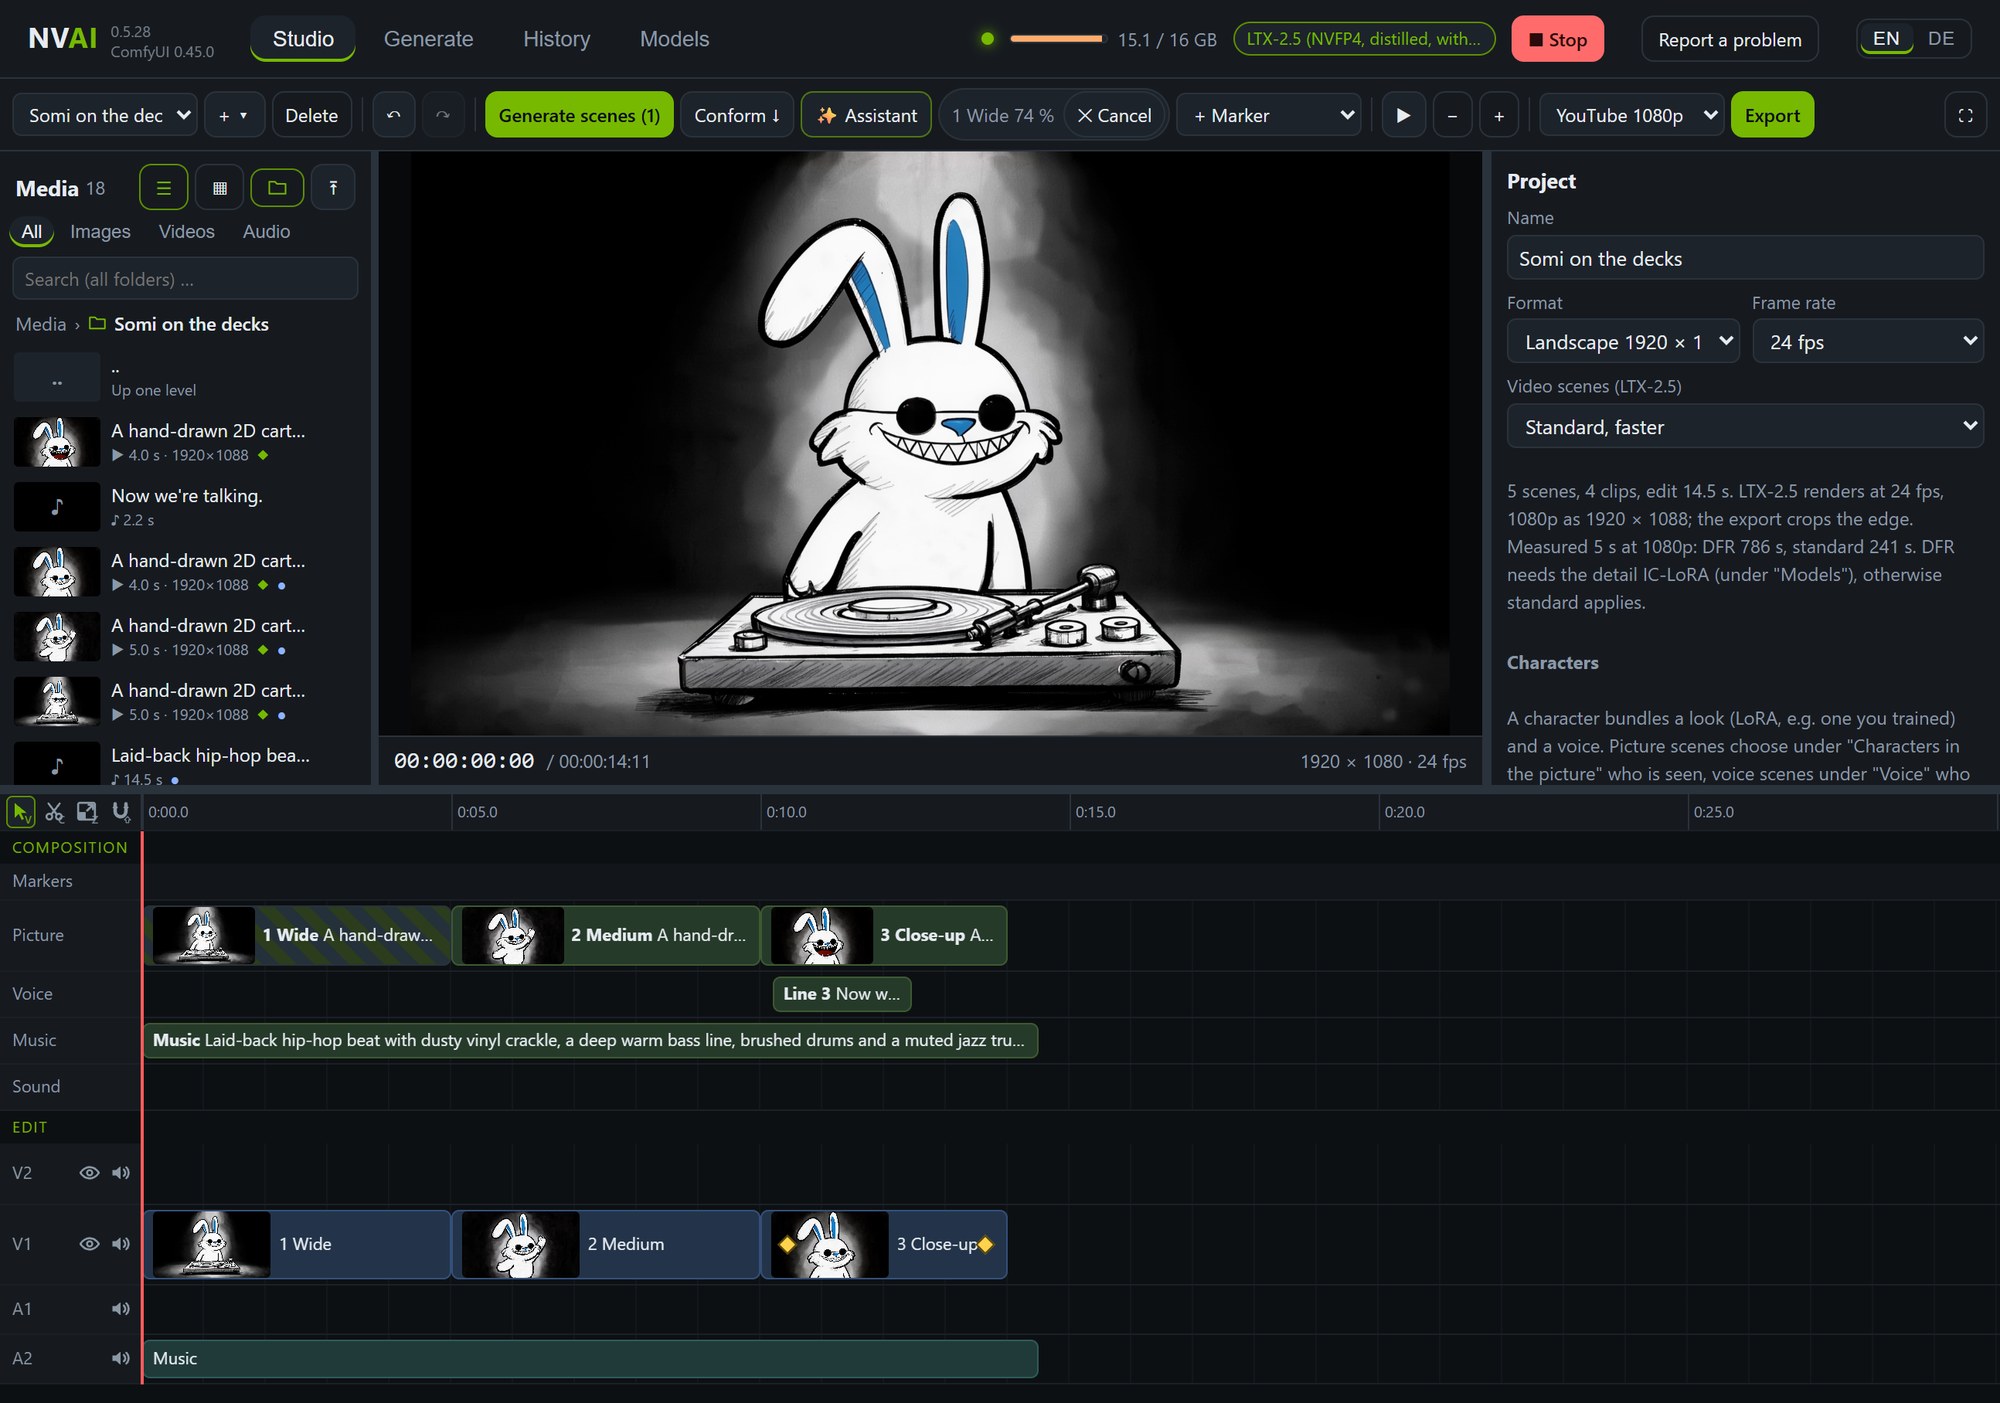 NVAI
0.5.28
ComfyUI 0.45.0
Studio
Generate
History
Models
15.1 / 16 GB
LTX-2.5 (NVFP4, distilled, with...
Stop
Report a problem
EN
DE
Somi on the dec
+
Delete
Generate scenes (1)
Conform ↓
Assistant
1 Wide 74 %
Cancel
+ Marker
−
+
YouTube 1080p
Export
Media 18
All
Images
Videos
Audio
Search (all folders) ...
Media › Somi on the decks
..
..
Up one level
A hand-drawn 2D cart...
4.0 s · 1920×1088
Now we're talking.
2.2 s
A hand-drawn 2D cart...
4.0 s · 1920×1088
A hand-drawn 2D cart...
5.0 s · 1920×1088
A hand-drawn 2D cart...
5.0 s · 1920×1088
Laid-back hip-hop bea...
14.5 s
00:00:00:00 / 00:00:14:11
1920 × 1080 · 24 fps
Project
Name
Somi on the decks
Format
Frame rate
Landscape 1920 × 1
24 fps
Video scenes (LTX-2.5)
Standard, faster
5 scenes, 4 clips, edit 14.5 s. LTX-2.5 renders at 24 fps,
1080p as 1920 × 1088; the export crops the edge.
Measured 5 s at 1080p: DFR 786 s, standard 241 s. DFR
needs the detail IC-LoRA (under "Models"), otherwise
standard applies.
Characters
A character bundles a look (LoRA, e.g. one you trained)
and a voice. Picture scenes choose under "Characters in
the picture" who is seen, voice scenes under "Voice" who
0:00.0
0:05.0
0:10.0
0:15.0
0:20.0
0:25.0
COMPOSITION
Markers
Picture
1 Wide A hand-draw...
2 Medium A hand-dr...
3 Close-up A...
Voice
Line 3 Now w...
Music
Music Laid-back hip-hop beat with dusty vinyl crackle, a deep warm bass line, brushed drums and a muted jazz tru...
Sound
EDIT
V2
V1
1 Wide
2 Medium
3 Close-up
A1
A2
Music